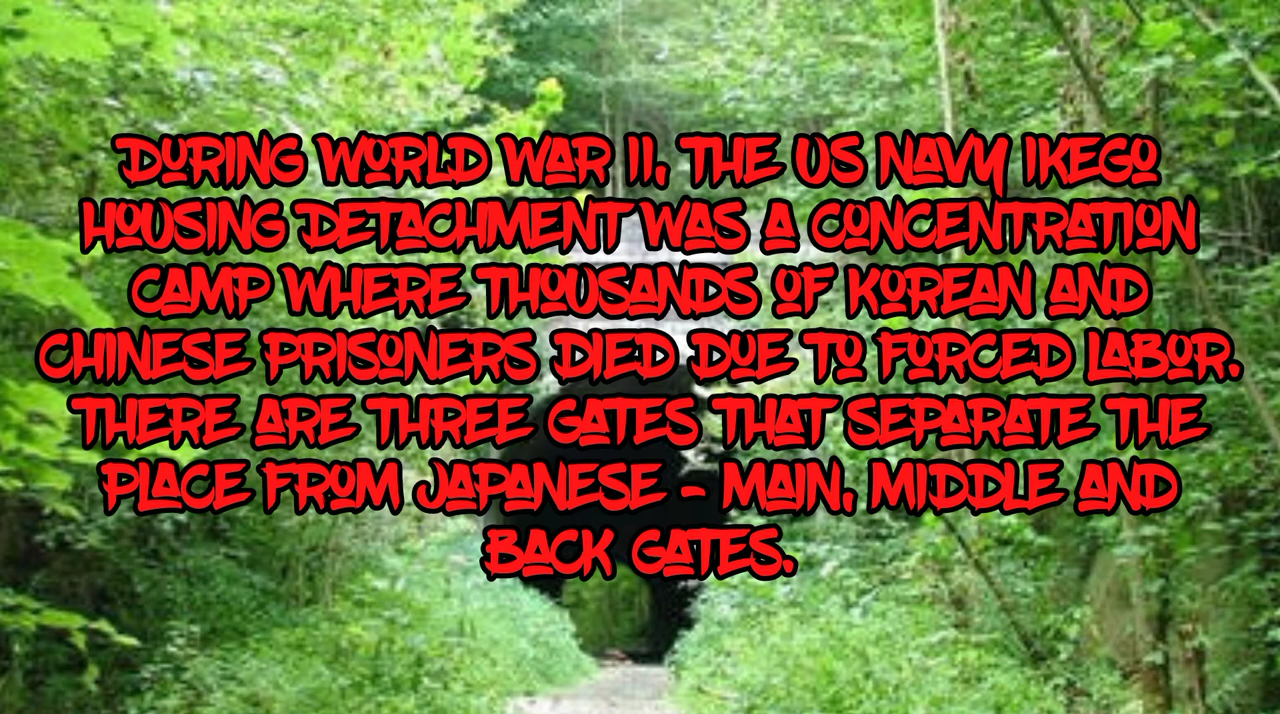 DURING WORLD WAR II, THE US NAVY IKEGO
HOUSING DETACHMENT WAS A CONCENTRATION
CAMP WHERE THOUSANDS OF KOREAN AND
CHINESE PRISONERS DIED DUE TO FORCED LABOR.
THERE ARE THREE GATES THAT SEPARATE THE
PLACE FROM JAPANESE - MAIN, MIDDLE AND
BACK GATES.